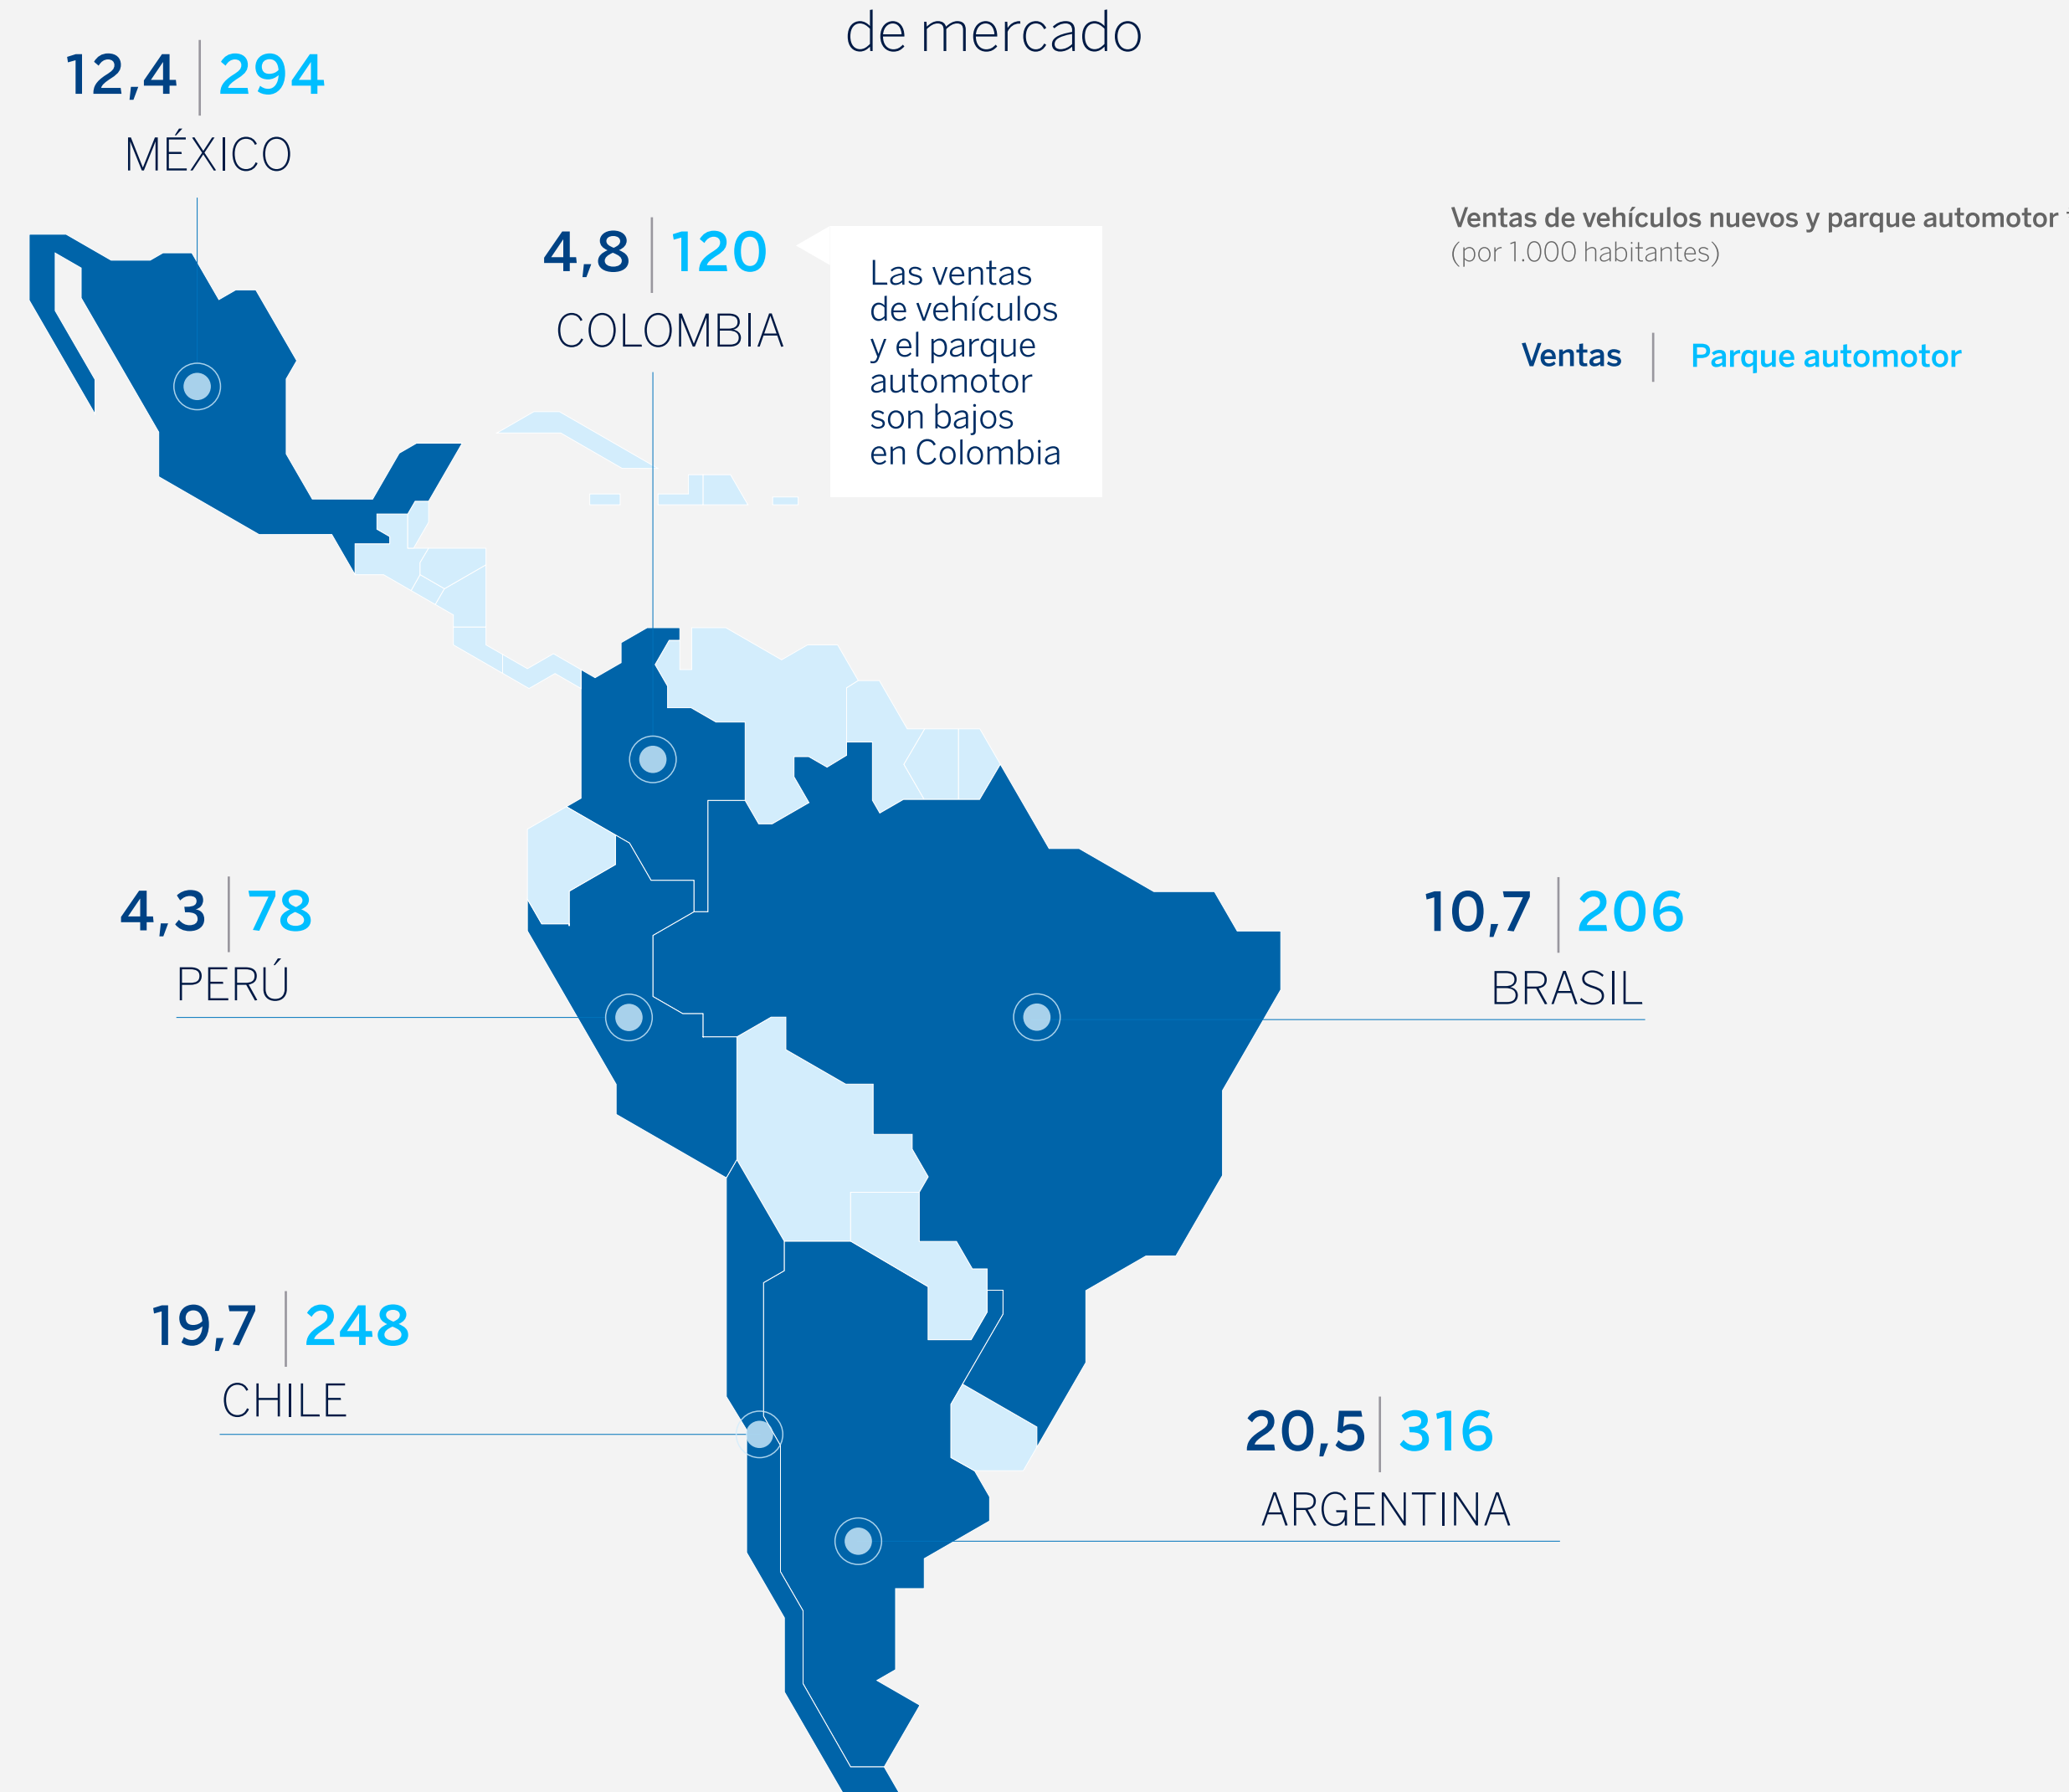 de mercado
12,4 | 294
MÉXICO
4,8 | 120
COLOMBIA
Las ventas
de vehículos
y el parque
automotor
son bajos
en Colombia
Ventas de vehículos nuevos y parque automotor
(por 1.000 habitantes)
Ventas | Parque automotor
4,3 | 78
PERÚ
10,7 | 206
BRASIL
19,7 | 248
CHILE
20,5 | 316
ARGENTINA